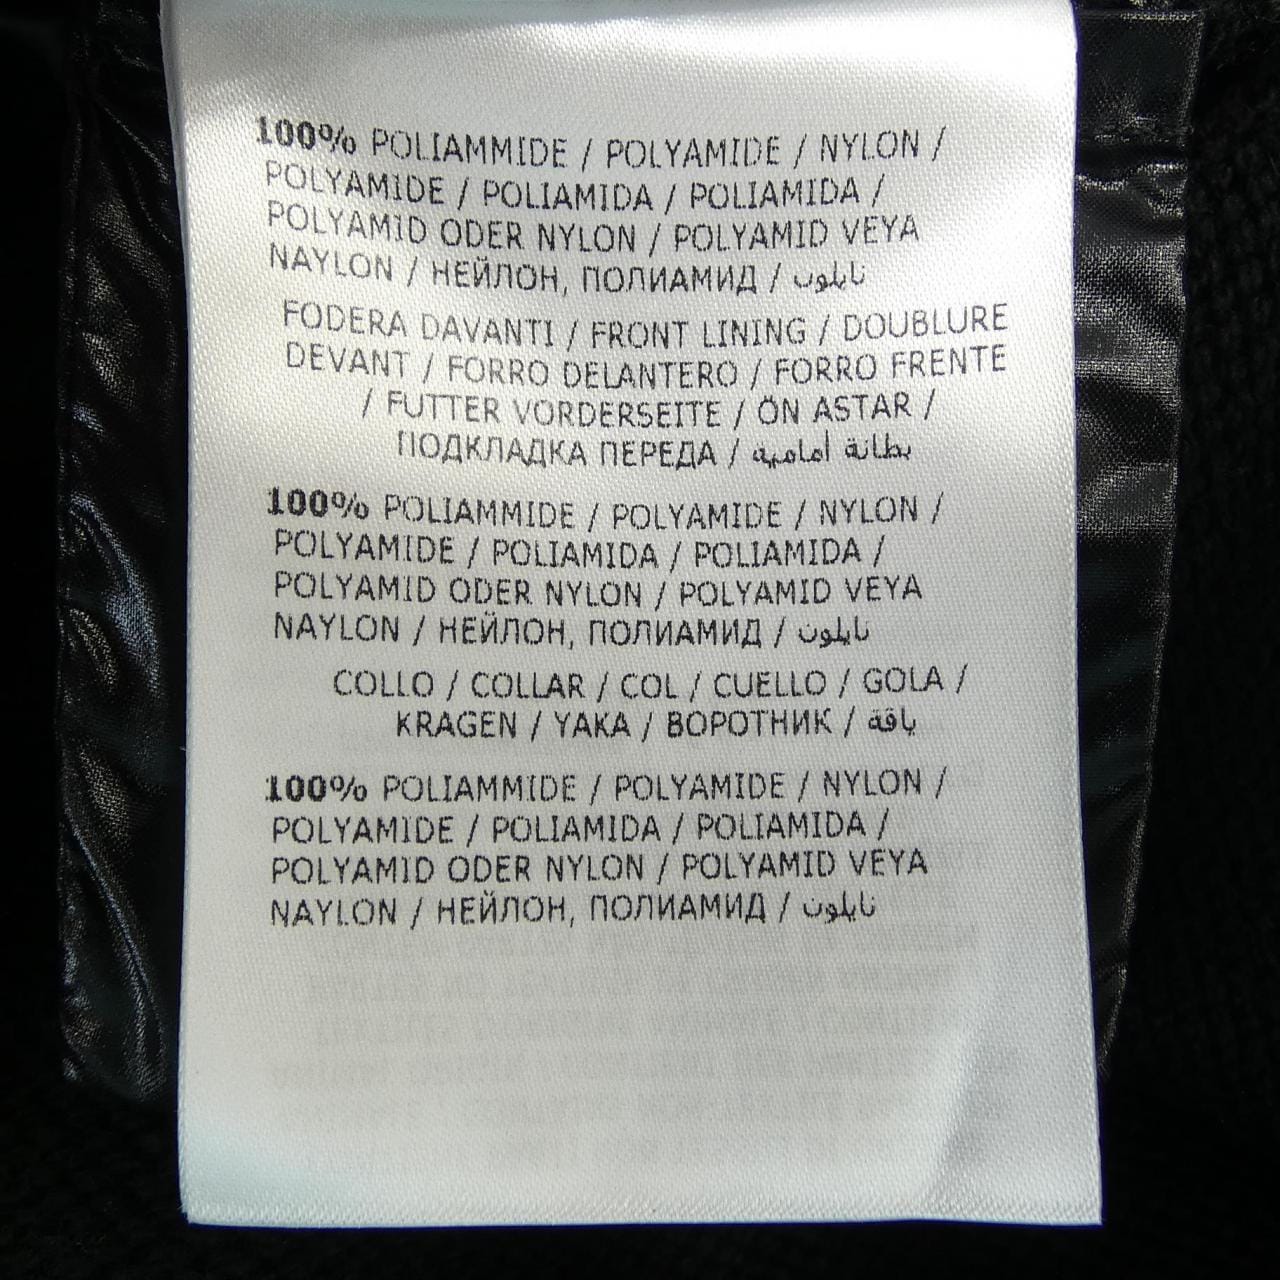 100% POLIAMMIDE / POLYAMIDE / NYLON /
POLYAMIDE / POLIAMIDA / POLIAMIDA /
POLYAMID ODER NYLON / POLYAMID VEYA
NAYLON / НЕЙЛОН, ПОЛИАМИД / نايلون
FODERA DAVANTI / FRONT LINING / DOUBLURE
DEVANT / FORRO DELANTERO / FORRO FRENTE
/ FUTTER VORDERSEITE / ÖN ASTAR /
ПОДКЛАДКА ПЕРЕДА / بطانة أمامية
100% POLIAMMIDE / POLYAMIDE / NYLON /
POLYAMIDE / POLIAMIDA / POLIAMIDA /
POLYAMID ODER NYLON / POLYAMID VEYA
NAYLON / НЕЙЛОН, ПОЛИАМИД / نايلون
COLLO / COLLAR / COL / CUELLO / GOLA /
KRAGEN / YAKA / ВОРОТНИК / ياقة
100% POLIAMMIDE / POLYAMIDE / NYLON /
POLYAMIDE / POLIAMIDA / POLIAMIDA /
POLYAMID ODER NYLON / POLYAMID VEYA
NAYLON / НЕЙЛОН, ПОЛИАМИД / نايلون